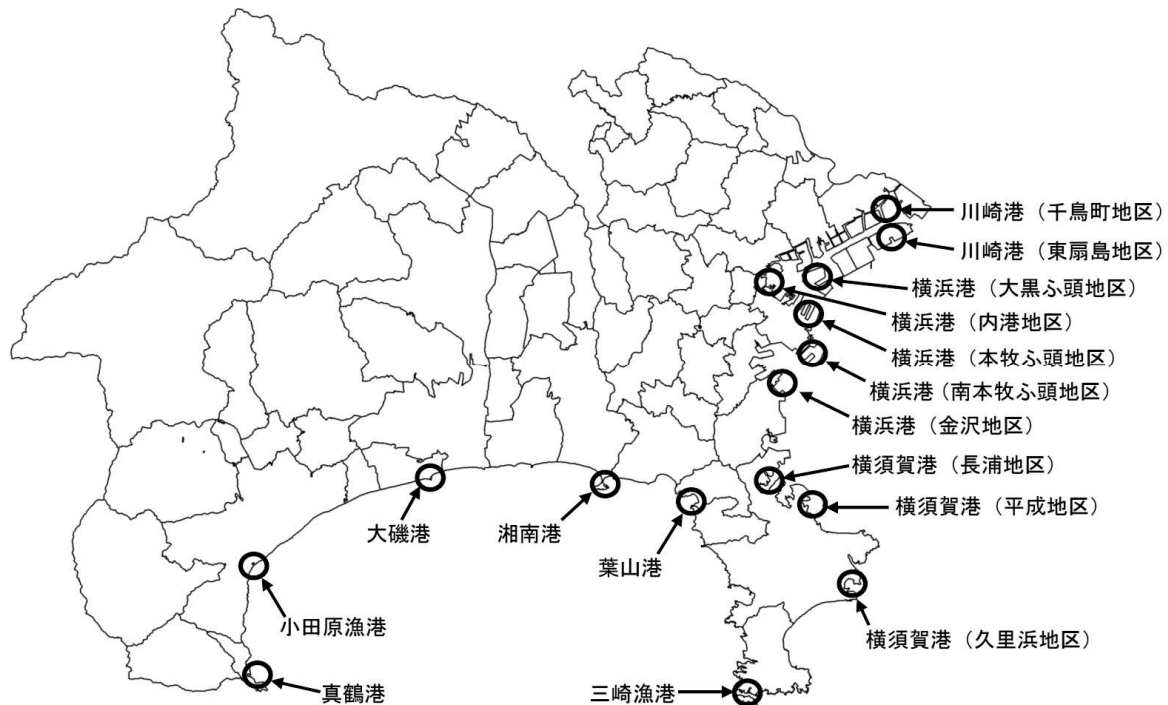 川崎港（千鳥町地区）
川崎港（東扇島地区）
横浜港（大黒ふ頭地区）
横浜港（内港地区）
横浜港（本牧ふ頭地区）
横浜港（南本牧ふ頭地区）
横浜港（金沢地区）
横須賀港（長浦地区）
横須賀港（平成地区）
大磯港
湘南港
葉山港
小田原漁港
横須賀港（久里浜地区）
真鶴港
三崎漁港